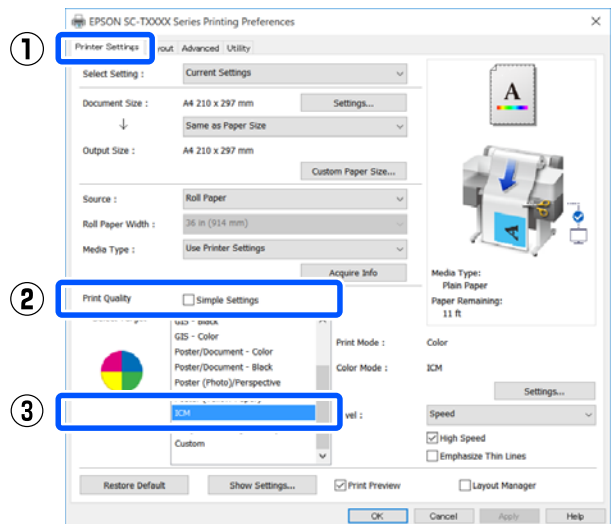 EPSON SC-TXXXX Series Printing Preferences
①
Printer Settings yout Advanced Utility
Select Setting : Current Settings
Document Size : A4 210 x 297 mm Settings...
Same as Paper Size
Output Size : A4 210 x 297 mm
Custom Paper Size...
Source : Roll Paper
Roll Paper Width : 36 in (914 mm)
Media Type : Use Printer Settings
Acquire Info
A
Media Type:
Plain Paper
Paper Remaining:
11 ft
②
Print Quality Simple Settings
GIS - Black
GIS - Color
Poster/Document - Color
Poster/Document - Black
Poster (Photo)/Perspective
Print Mode : Color
Color Mode : ICM
Settings...
③
ICM
vel : Speed
Custom
High Speed
Emphasize Thin Lines
Restore Default Show Settings... Print Preview Layout Manager
OK Cancel Apply Help